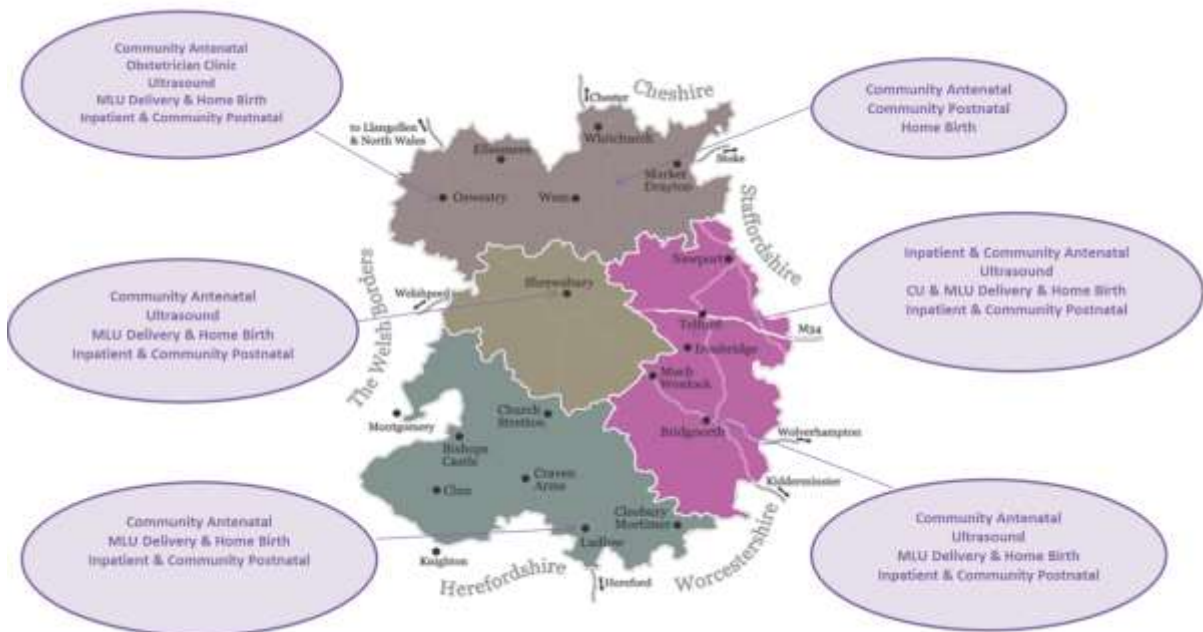 Community Antenatal
Obstetrician Clinic
Ultrasound
MLU Delivery & Home Birth
Inpatient & Community Postnatal
Community Antenatal
Community Postnatal
Home Birth
Chester
Cheshire
to Llangollen
& North Wales
Whitchurch
Ellesmere
Stoke
Market
Drayton
Oswestry
Wem
Staffordshire
Inpatient & Community Antenatal
Ultrasound
CU & MLU Delivery & Home Birth
Inpatient & Community Postnatal
Newport
Community Antenatal
Ultrasound
MLU Delivery & Home Birth
Inpatient & Community Postnatal
Welshpool
Shrewsbury
Telford
M54
Ironbridge
The Welsh Borders
Much
Wenlock
Montgomery
Church
Stretton
Bridgnorth
Wolverhampton
Bishops
Castle
Craven
Arms
Clun
Kidderminster
Cleobury
Mortimer
Community Antenatal
MLU Delivery & Home Birth
Inpatient & Community Postnatal
Ludlow
Knighton
Herefordshire
Hereford
Worcestershire
Community Antenatal
Ultrasound
MLU Delivery & Home Birth
Inpatient & Community Postnatal